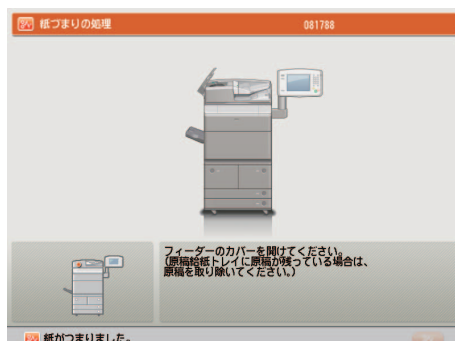 紙づまりの処理
081788
フィーダーのカバーを開けてください。
(原稿給紙トレイに原稿が残っている場合は、
原稿を取り除いてください。)
紙がつまりました。